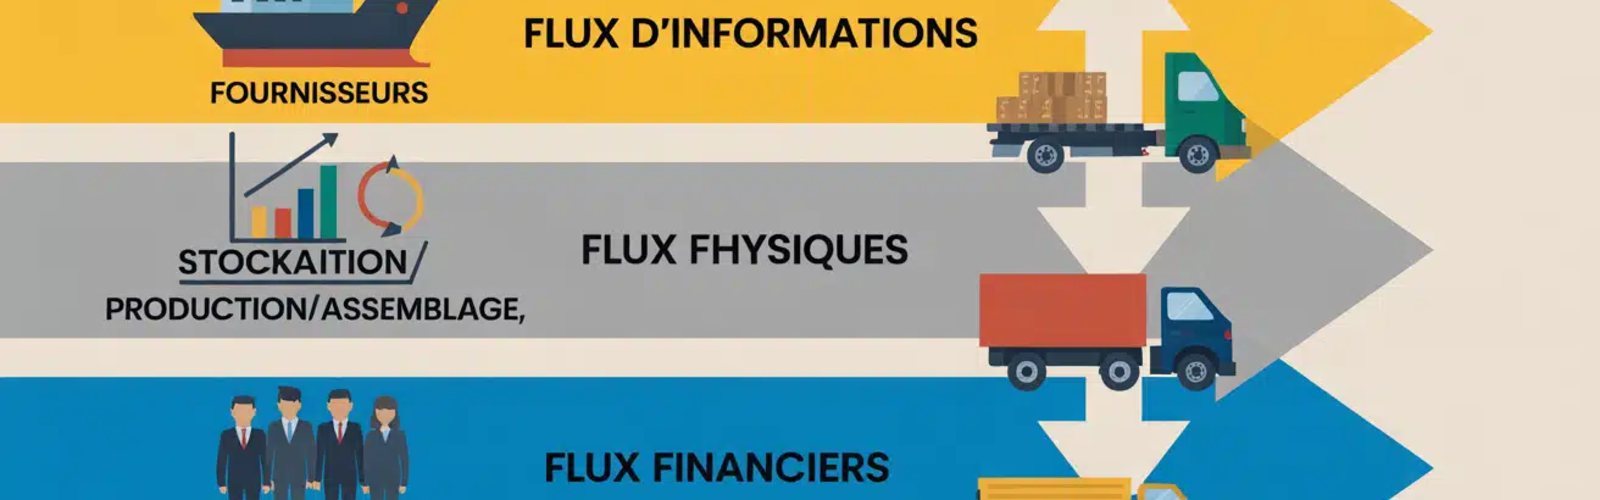 FLUX D'INFORMATIONS
FOURNISSEURS
STOCKAITION/
PRODUCTION/ASSEMBLAGE,
FLUX FHYSIQUES
FLUX FINANCIERS